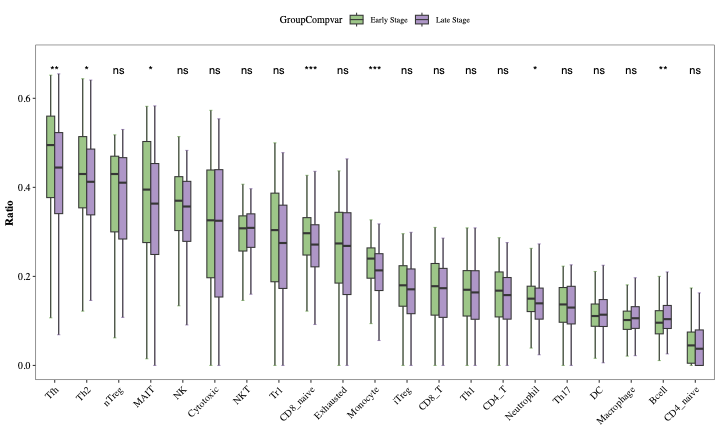 GroupCompvar Early Stage Late Stage
** * ns * ns ns ns ns *** ns *** ns ns ns ns * ns ns ns ** ns
0.6
0.4
0.2
0.0
Ratio
Tfh Th2 nTreg MAIT NK Cytotoxic NKT Tr1 CD8_naive Exhausted Monocyte iTreg CD8_T Th1 CD4_T Neutrophil Th17 DC Macrophage Bcell CD4_naive